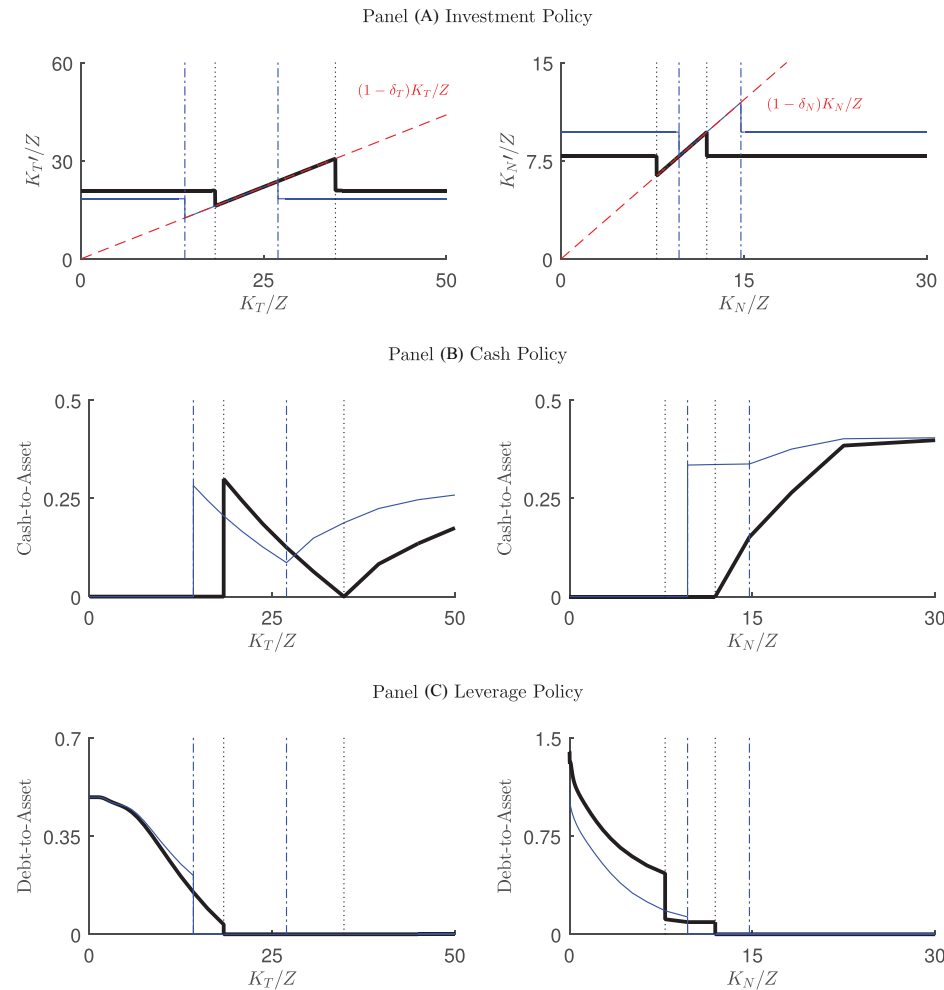 Panel (A) Investment Policy
60
30
0
0
25
50
K_T′/Z
K_T/Z
(1 − δ_T)K_T/Z
15
7.5
0
0
15
30
K_N′/Z
K_N/Z
(1 − δ_N)K_N/Z
Panel (B) Cash Policy
0.5
0.25
0
0
25
50
Cash-to-Asset
K_T/Z
0.5
0.25
0
0
15
30
Cash-to-Asset
K_N/Z
Panel (C) Leverage Policy
0.7
0.35
0
0
25
50
Debt-to-Asset
K_T/Z
1.5
0.75
0
0
15
30
Debt-to-Asset
K_N/Z